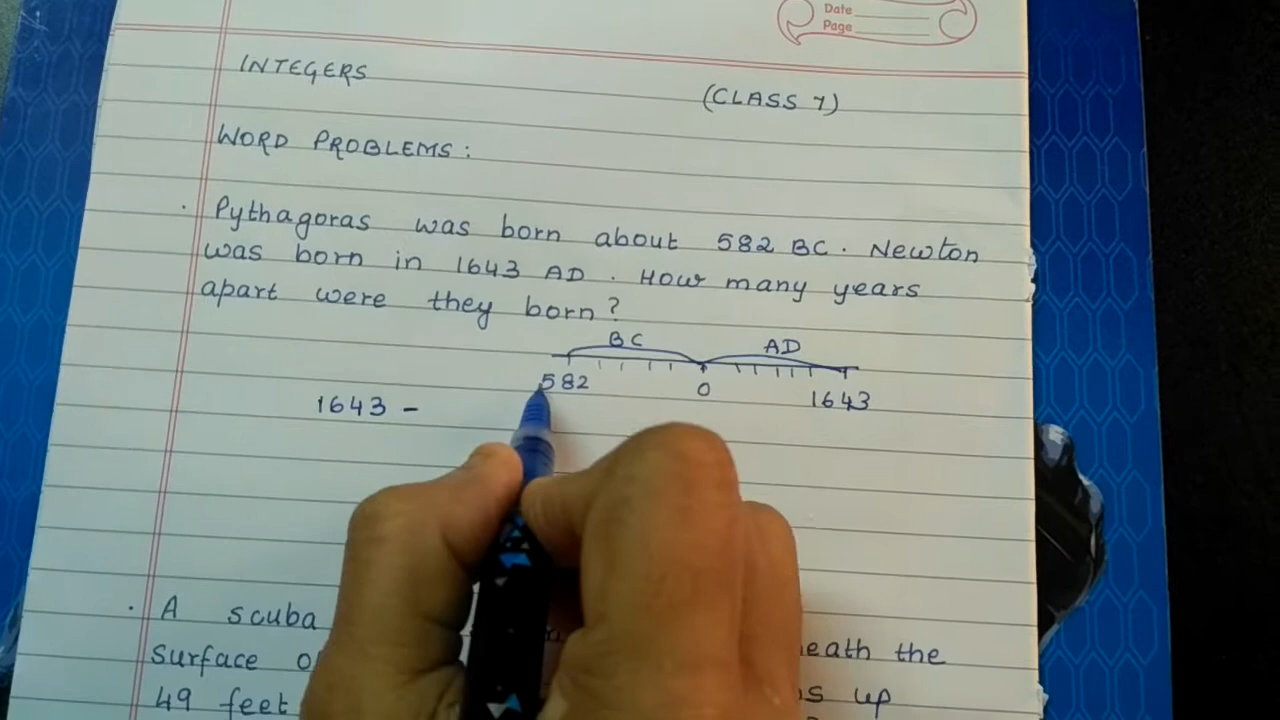 Date
Page
INTEGERS (CLASS 7)
WORD PROBLEMS:
. Pythagoras was born about 582 BC. Newton
was born in 1643 AD. How many years
apart were they born?
BC AD
582 0 1643
1643 -
. A scuba
surface eath the
49 feet up